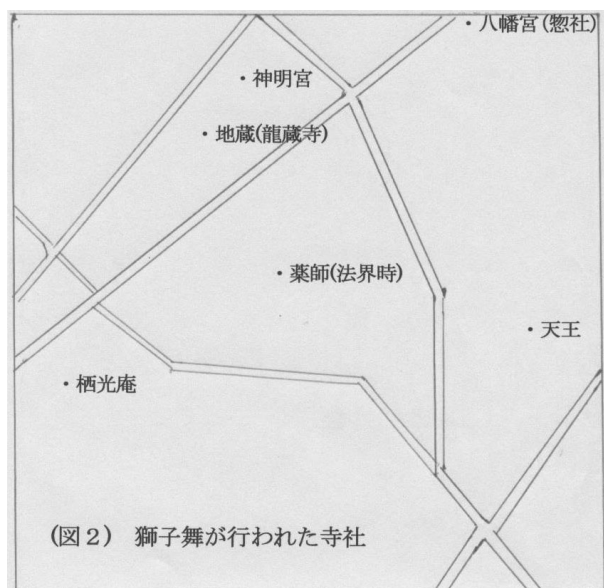 ・八幡宮(惣社)
・神明宮
・地蔵(龍蔵寺)
・薬師(法界時)
・天王
・栖光庵
(図2) 獅子舞が行われた寺社